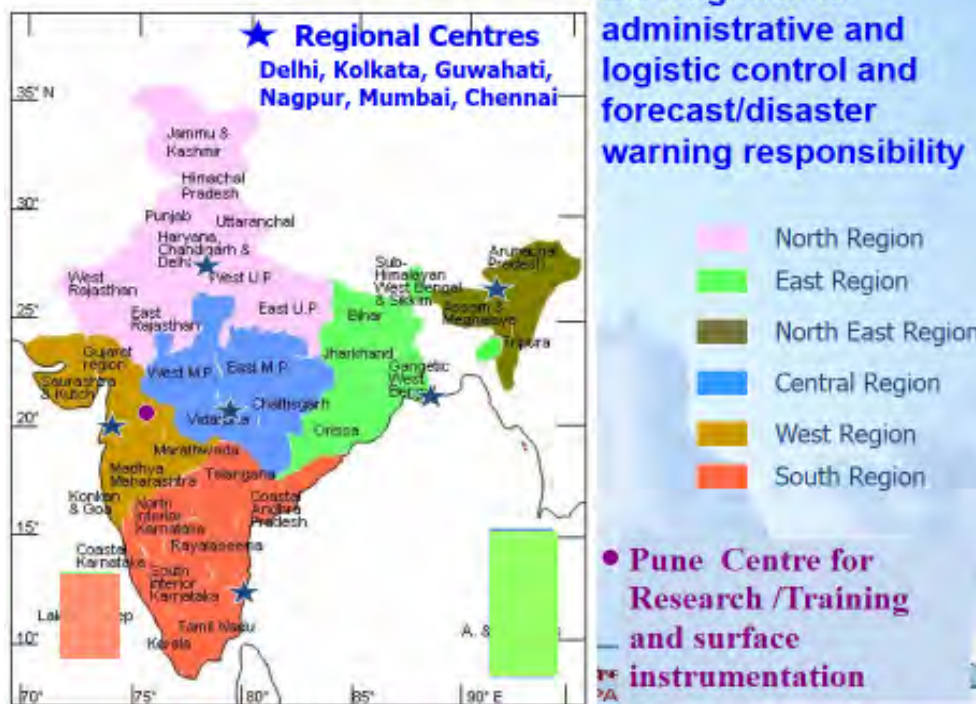 Regional Centres
Delhi, Kolkata, Guwahati,
Nagpur, Mumbai, Chennai
administrative and
logistic control and
forecast/disaster
warning responsibility
35° N
30°
25°
20°
15°
10°
70°
75°
80°
85°
90° E
Jammu &
Kashmir
Himachal
Pradesh
Punjab
Uttaranchal
Haryana,
Chandigarh &
Delhi
West U.P.
West
Rajasthan
East
Rajasthan
East U.P.
Sub-
Himalayan
West Bengal
& Sikkim
Arunachal
Pradesh
Assam &
Meghalaya
Bihar
Tripura
Jharkhand
Gangetic
West
Gujarat
region
Saurashtra
& Kutch
West M.P.
East M.P.
Chattisgarh
Vidarbha
Orissa
Marathwada
Madhya
Maharashtra
Telangana
Konkan
& Goa
North
Interior
Karnataka
Coastal
Andhra
Pradesh
Rayalaseema
Coastal
Karnataka
South
Interior
Karnataka
Tamil Nadu
Kerala
A. &
North Region
East Region
North East Region
Central Region
West Region
South Region
Pune Centre for
Research /Training
and surface
instrumentation